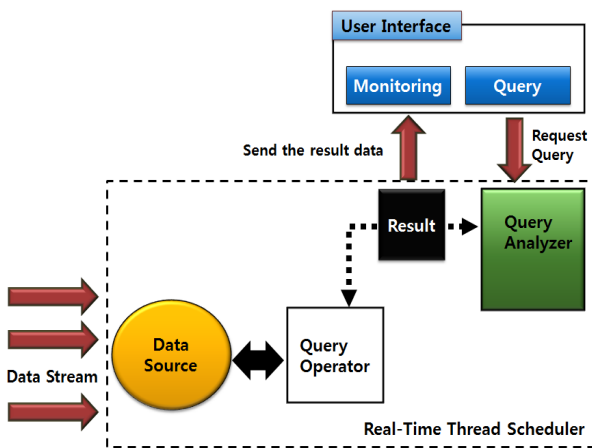 User Interface
Monitoring
Query
Send the result data
Request
Query
Result
Query
Analyzer
Data
Source
Query
Operator
Data Stream
Real-Time Thread Scheduler